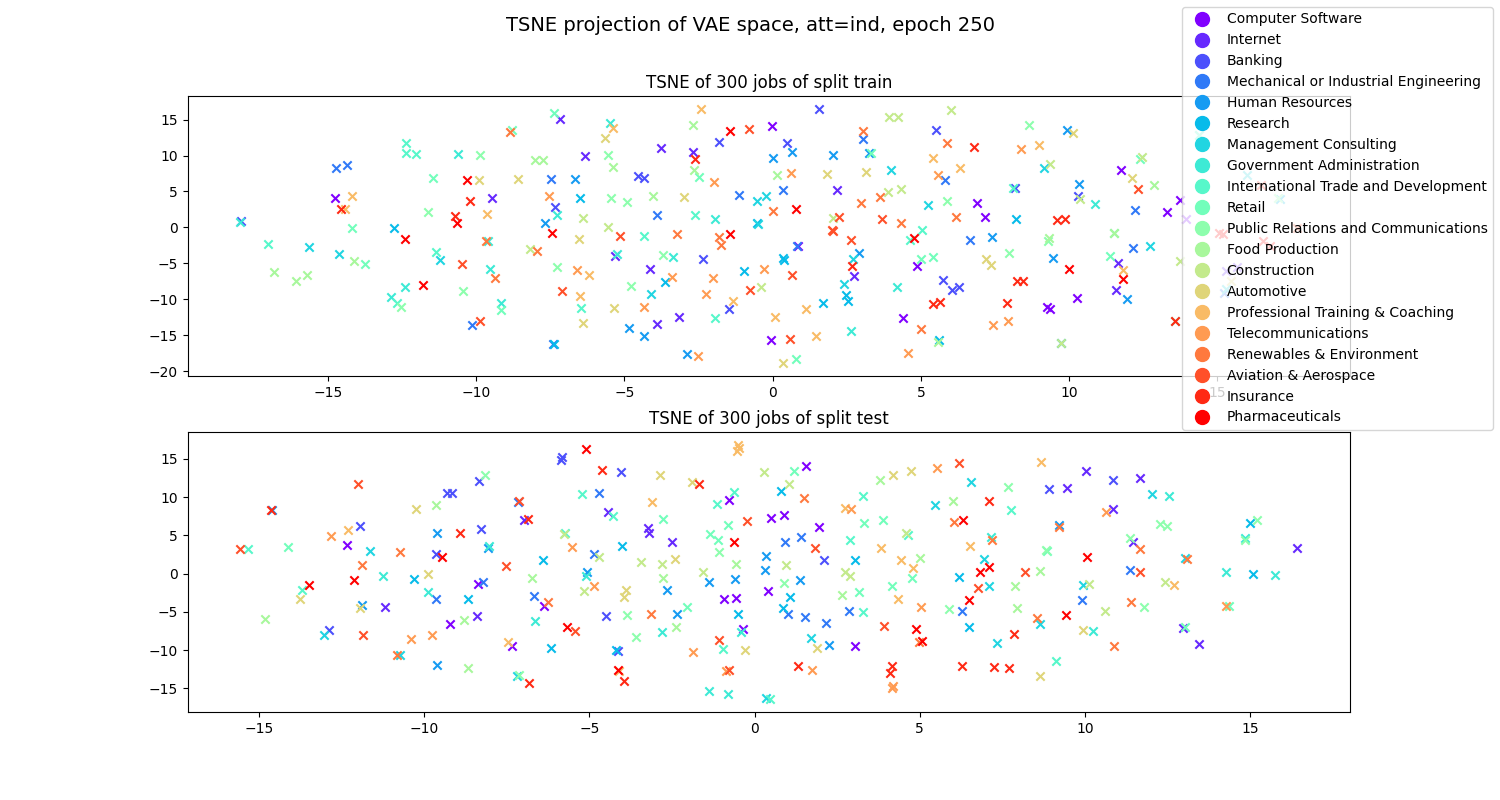 TSNE projection of VAE space, att=ind, epoch 250
TSNE of 300 jobs of split train
15
10
5
0
−5
−10
−15
−20
−15
−10
−5
0
5
10
15
Computer Software
Internet
Banking
Mechanical or Industrial Engineering
Human Resources
Research
Management Consulting
Government Administration
International Trade and Development
Retail
Public Relations and Communications
Food Production
Construction
Automotive
Professional Training & Coaching
Telecommunications
Renewables & Environment
Aviation & Aerospace
Insurance
Pharmaceuticals
TSNE of 300 jobs of split test
15
10
5
0
−5
−10
−15
−15
−10
−5
0
5
10
15